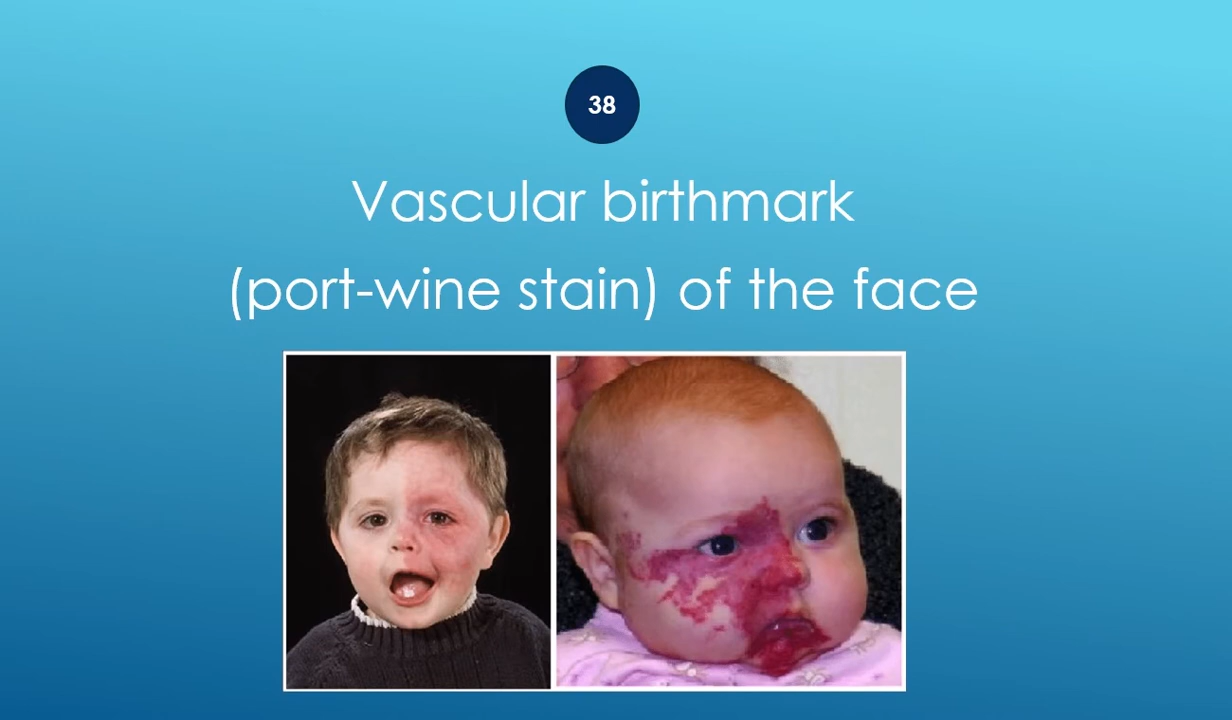 38
Vascular birthmark
(port-wine stain) of the face